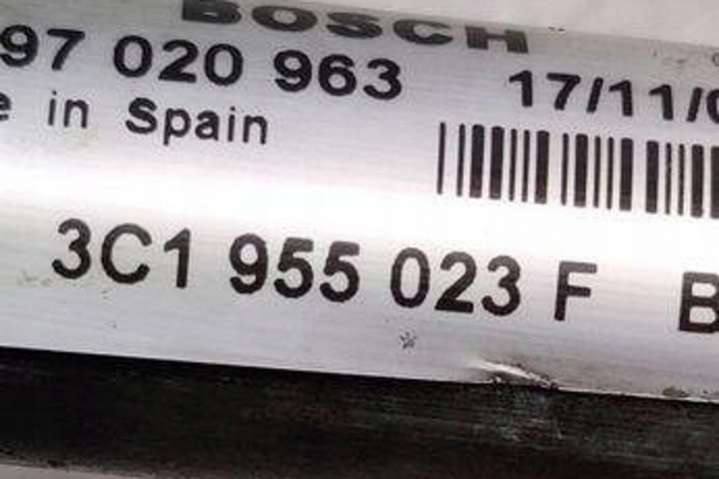 BOSCH
97 020 963 17/11/0
e in Spain
3C1 955 023 F B